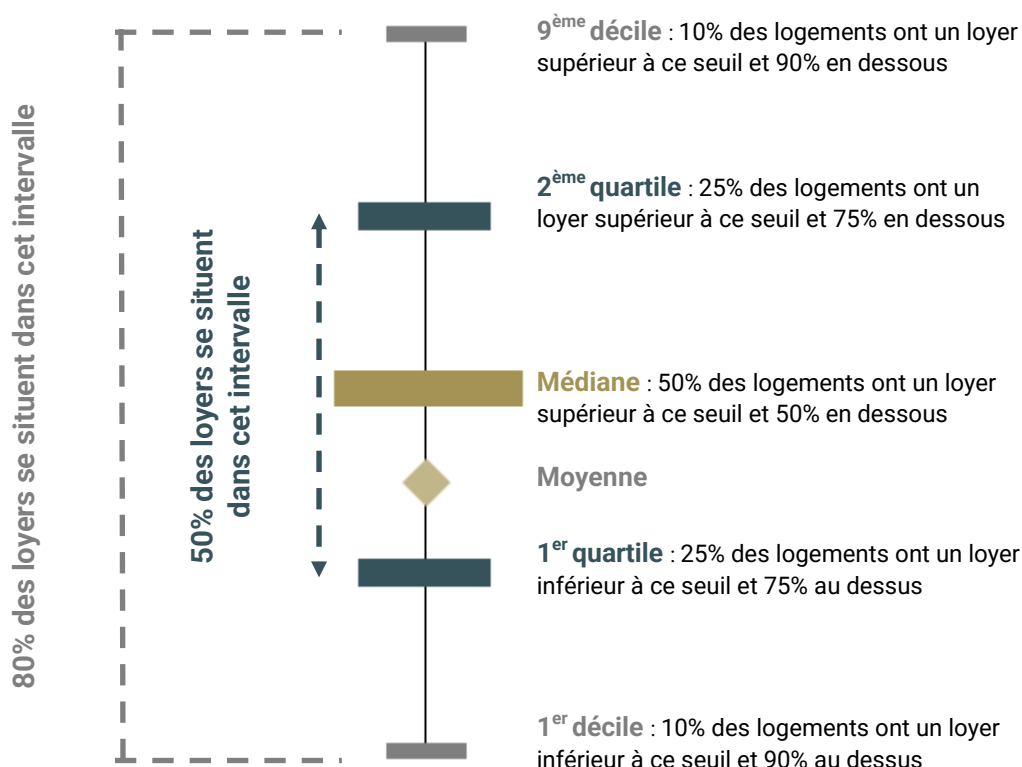 80% des loyers se situent dans cet intervalle
50% des loyers se situent
dans cet intervalle
9ème décile : 10% des logements ont un loyer
supérieur à ce seuil et 90% en dessous
2ème quartile : 25% des logements ont un
loyer supérieur à ce seuil et 75% en dessous
Médiane : 50% des logements ont un loyer
supérieur à ce seuil et 50% en dessous
Moyenne
1er quartile : 25% des logements ont un loyer
inférieur à ce seuil et 75% au dessus
1er décile : 10% des logements ont un loyer
inférieur à ce seuil et 90% au dessus